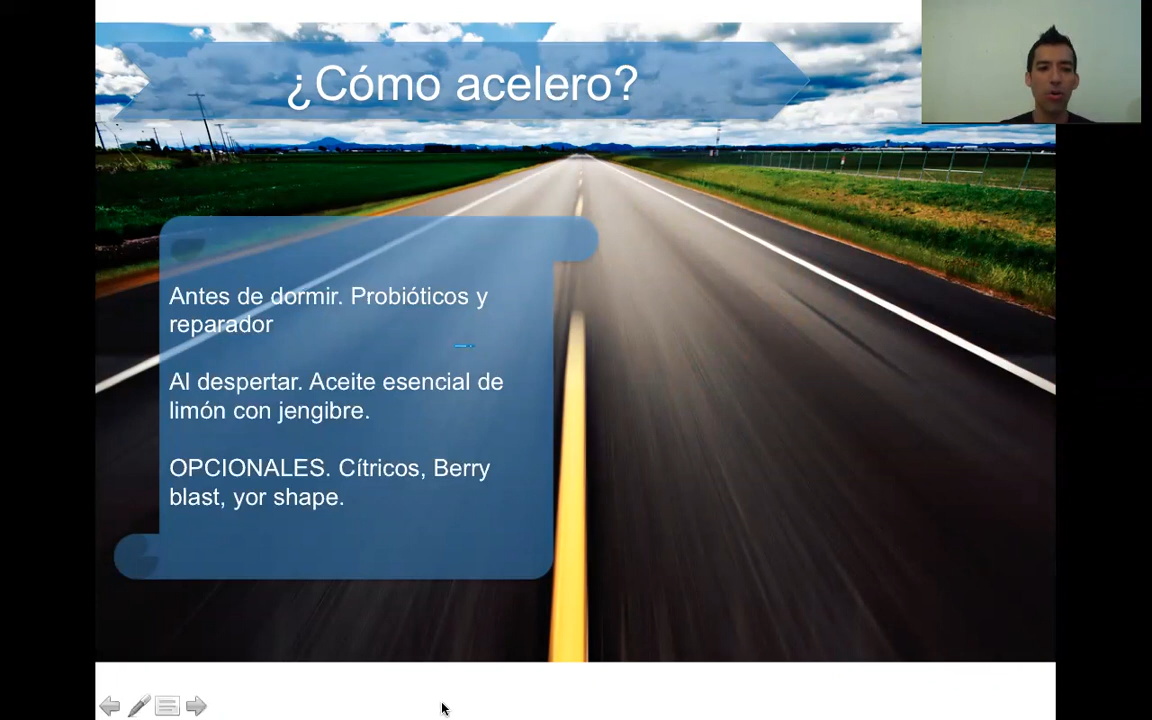 ¿Cómo acelero?
Antes de dormir. Probióticos y
reparador
Al despertar. Aceite esencial de
limón con jengibre.
OPCIONALES. Cítricos, Berry
blast, yor shape.